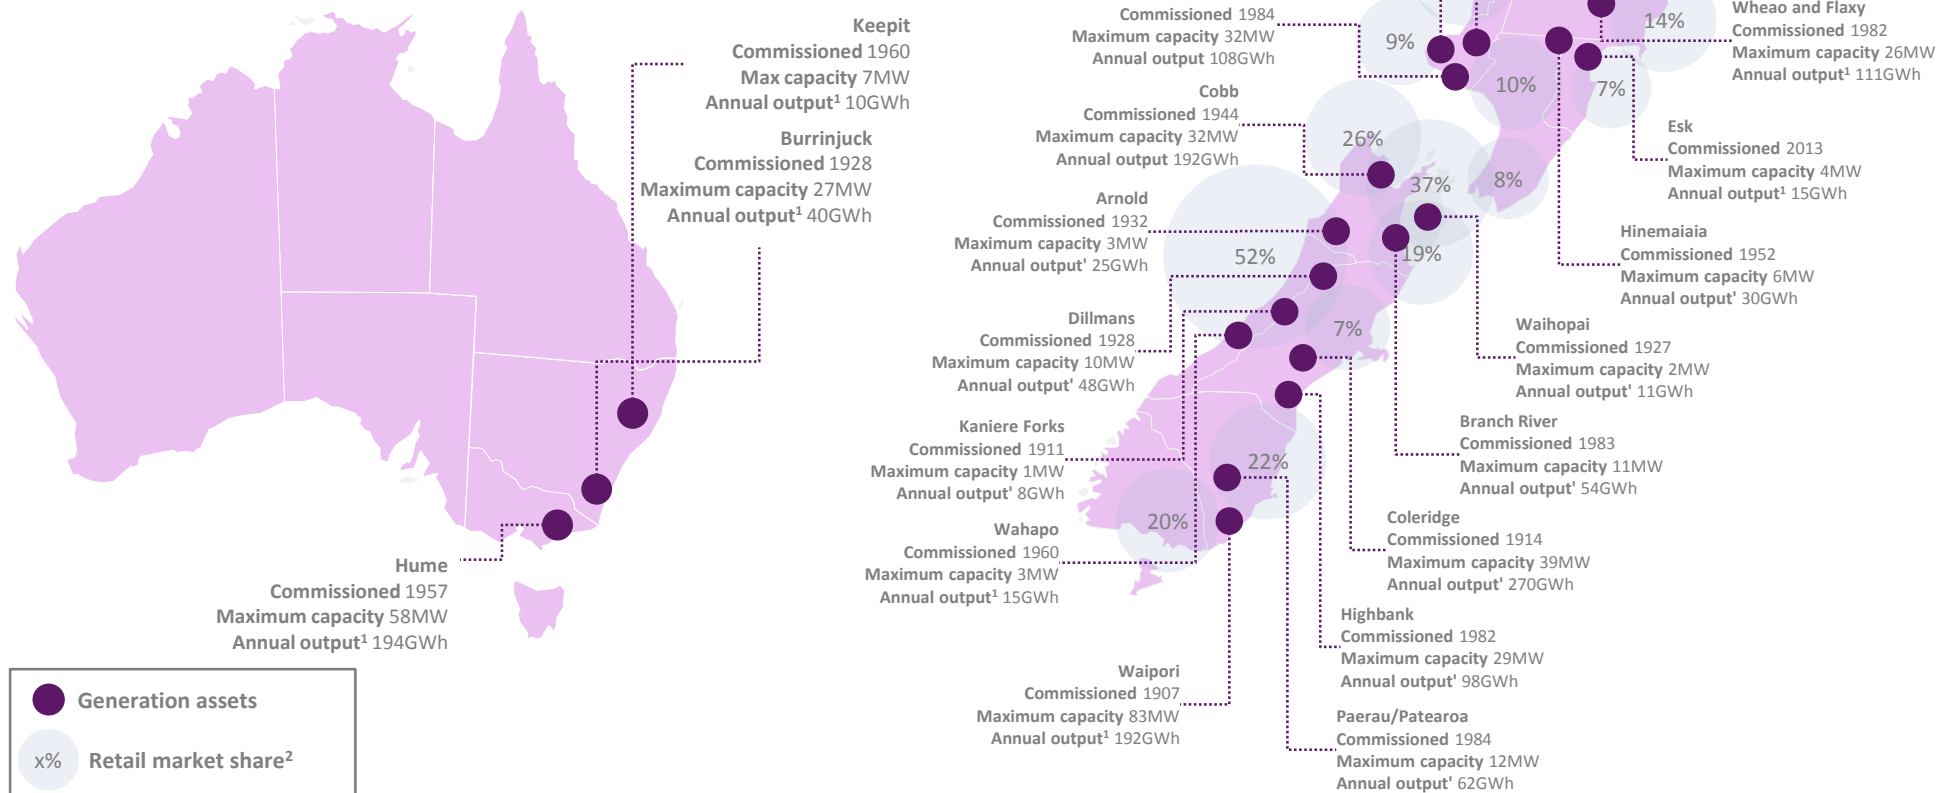 Keepit
Commissioned 1960
Max capacity 7MW
Annual output¹ 10GWh
Burrinjuck
Commissioned 1928
Maximum capacity 27MW
Annual output¹ 40GWh
Hume
Commissioned 1957
Maximum capacity 58MW
Annual output¹ 194GWh
Generation assets
x%
Retail market share²
Commissioned 1984
Maximum capacity 32MW
Annual output 108GWh
Cobb
Commissioned 1944
Maximum capacity 32MW
Annual output 192GWh
Arnold
Commissioned 1932
Maximum capacity 3MW
Annual output' 25GWh
Dillmans
Commissioned 1928
Maximum capacity 10MW
Annual output' 48GWh
Kaniere Forks
Commissioned 1911
Maximum capacity 1MW
Annual output' 8GWh
Wahapo
Commissioned 1960
Maximum capacity 3MW
Annual output¹ 15GWh
Waipori
Commissioned 1907
Maximum capacity 83MW
Annual output¹ 192GWh
9%
14%
10%
7%
26%
37%
8%
52%
19%
7%
22%
20%
Wheao and Flaxy
Commissioned 1982
Maximum capacity 26MW
Annual output¹ 111GWh
Esk
Commissioned 2013
Maximum capacity 4MW
Annual output¹ 15GWh
Hinemaiaia
Commissioned 1952
Maximum capacity 6MW
Annual output' 30GWh
Waihopai
Commissioned 1927
Maximum capacity 2MW
Annual output' 11GWh
Branch River
Commissioned 1983
Maximum capacity 11MW
Annual output' 54GWh
Coleridge
Commissioned 1914
Maximum capacity 39MW
Annual output' 270GWh
Highbank
Commissioned 1982
Maximum capacity 29MW
Annual output' 98GWh
Paerau/Patearoa
Commissioned 1984
Maximum capacity 12MW
Annual output' 62GWh